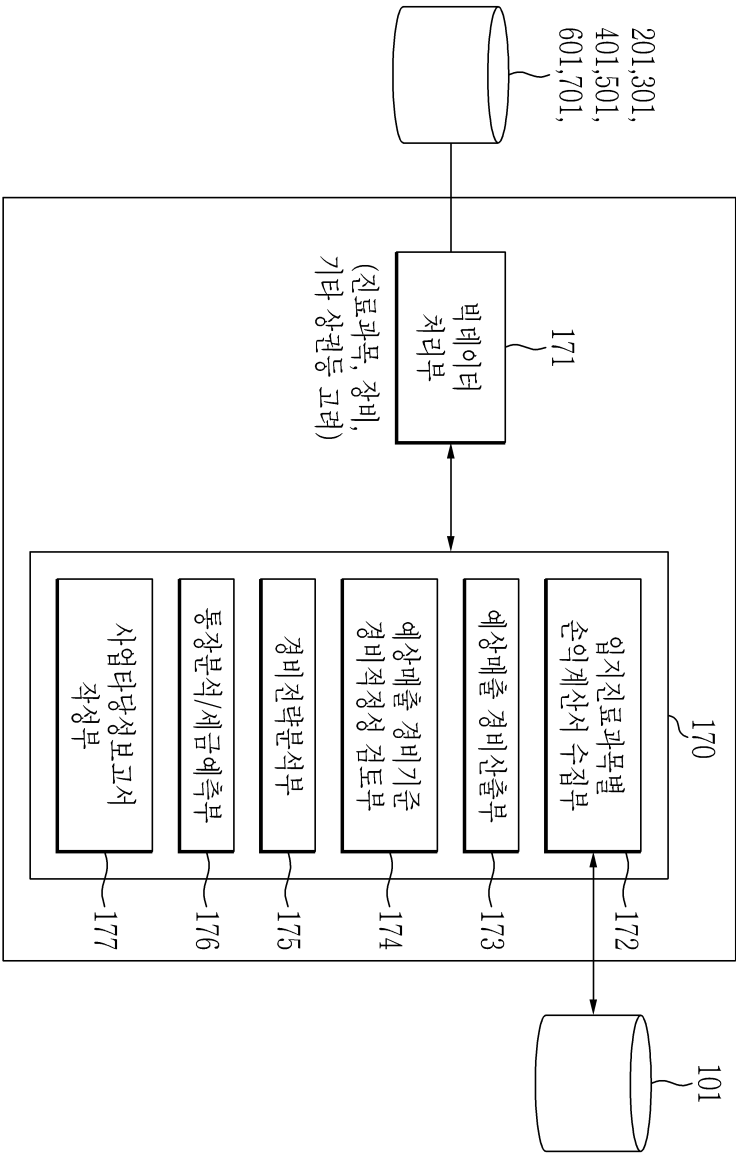 201,301,
401,501,
601,701,
171
빅데이터
처리부
(진료과목, 장비,
기타 상권등 고려)
170
입지진료과목별
손익계산서 수집부
172
예상매출 경비산출부
173
예상매출 경비기준
경비적정성 검토부
174
경비전략분석부
175
통장분석/세금예측부
176
사업타당성보고서
작성부
177
101